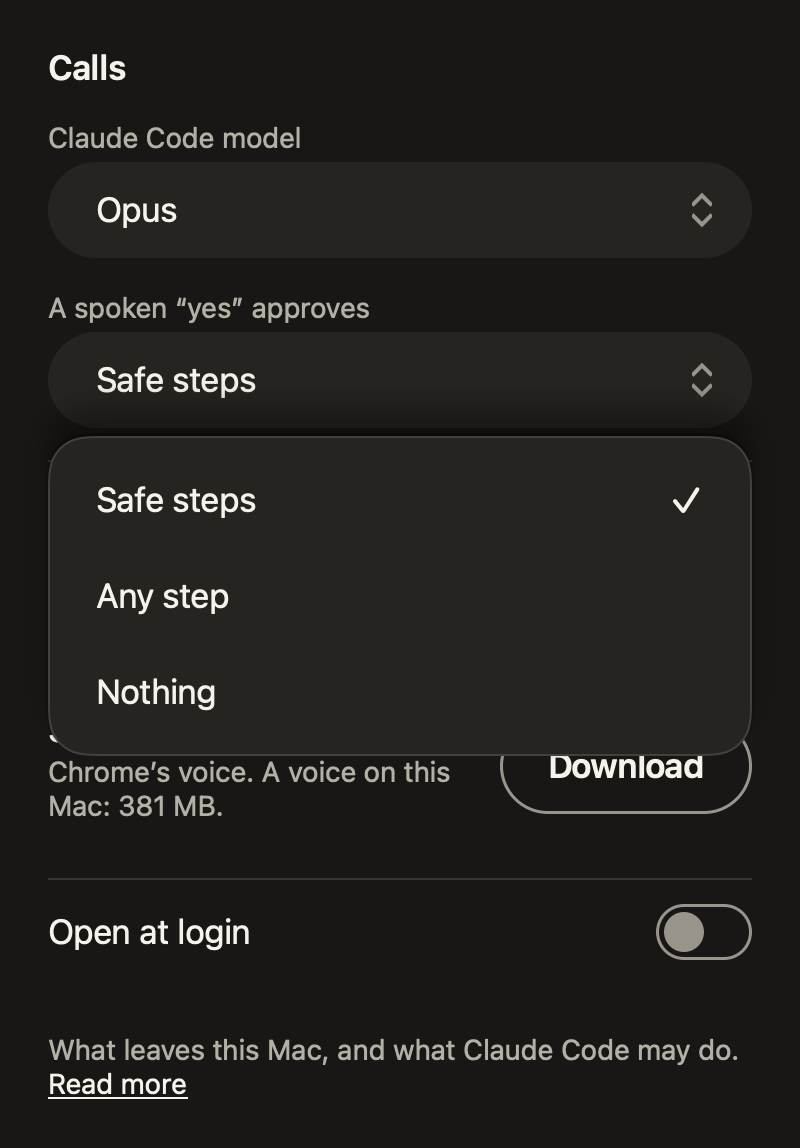 Calls
Claude Code model
Opus
A spoken “yes” approves
Safe steps
Safe steps
Any step
Nothing
Chrome’s voice. A voice on this
Mac: 381 MB.
Download
Open at login
What leaves this Mac, and what Claude Code may do.
Read more